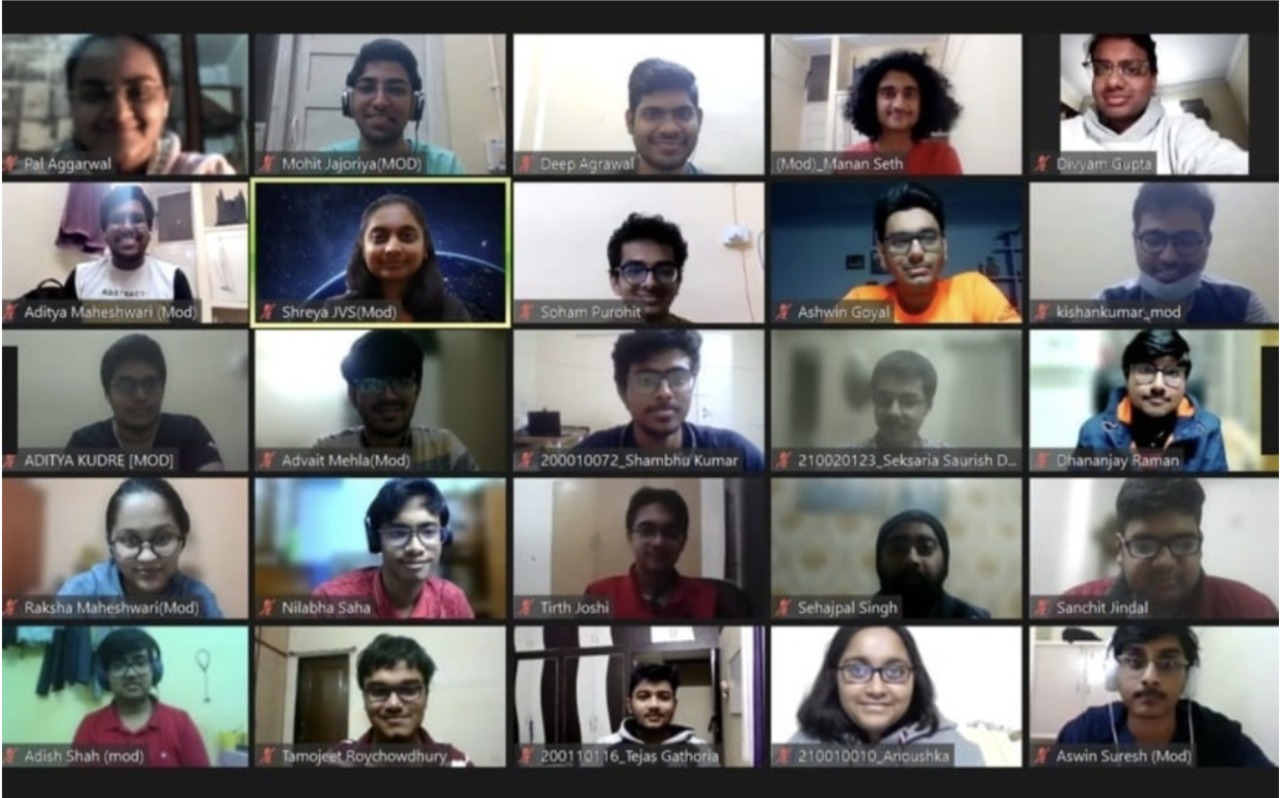 Pal Aggarwal
Mohit Jajoriya(MOD)
Deep Agrawal
(Mod)_Manan Seth
Divyam Gupta
Aditya Maheshwari (Mod)
Shreya JVS(Mod)
Soham Purohit
Ashwin Goyal
kishankumar_mod
ADITYA KUDRE [MOD]
Advait Mehla(Mod)
200010072_Shambhu Kumar
210020123_Seksaria Saurish D...
Dhananjay Raman
Raksha Maheshwari(Mod)
Nilabha Saha
Tirth Joshi
Sehajpal Singh
Sanchit Jindal
Adish Shah (mod)
Tamojeet Roychowdhury
200110116_Tejas Gathoria
210010010_Anoushka
Aswin Suresh (Mod)